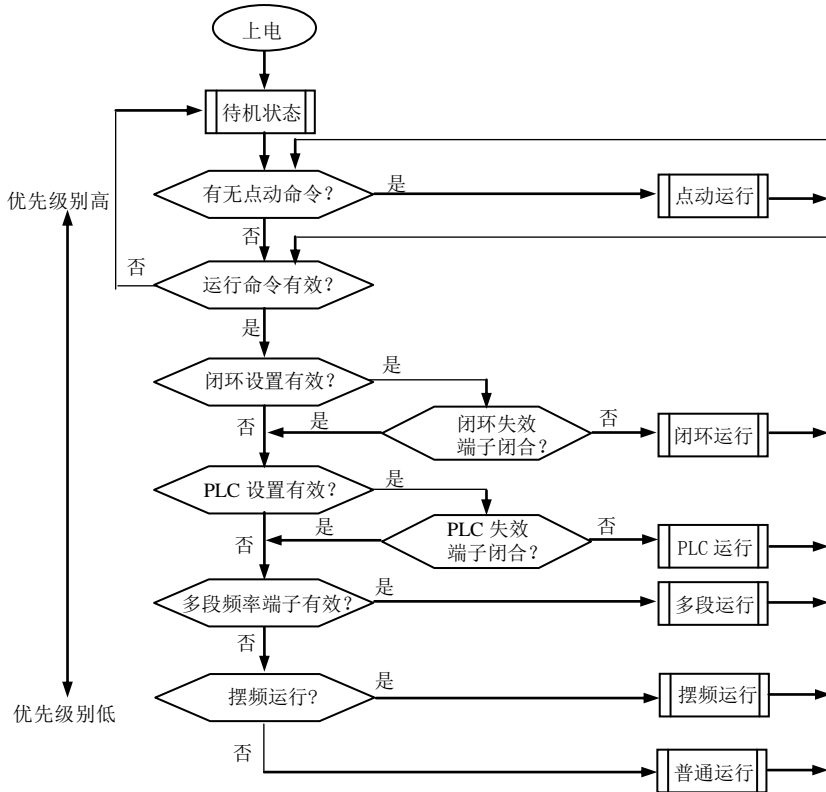 上电
待机状态
优先级别高
有无点动命令?
是
点动运行
否
否
运行命令有效?
是
闭环设置有效?
是
否
是
闭环失效
端子闭合?
否
闭环运行
PLC 设置有效?
是
否
是
PLC 失效
端子闭合?
否
PLC 运行
多段频率端子有效?
是
多段运行
否
摆频运行?
是
摆频运行
优先级别低
否
普通运行